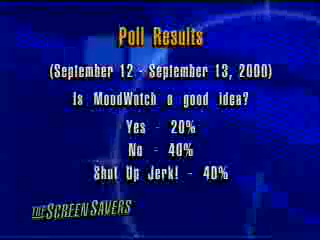 Poll Results
(September 12 - September 13, 2000)
Is MoodWatch a good idea?
Yes - 20%
No - 40%
Shut Up Jerk! - 40%
THE SCREEN SAVERS